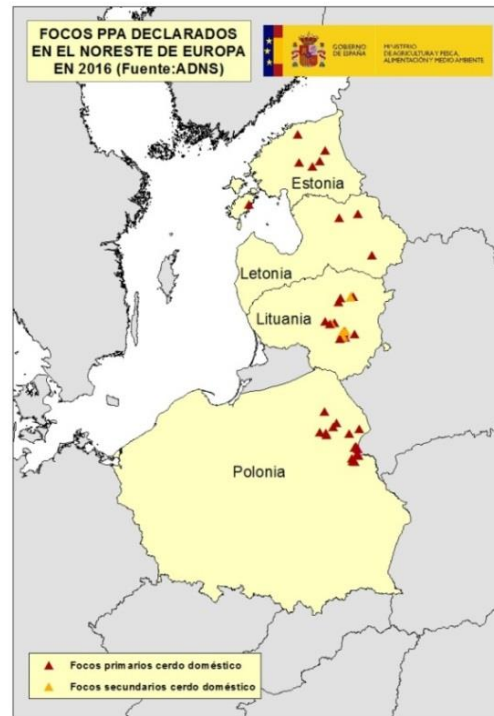 FOCOS PPA DECLARADOS
EN EL NORESTE DE EUROPA
EN 2016 (Fuente:ADNS)
GOBIERNO
DE ESPAÑA
MINISTERIO
DE AGRICULTURA Y PESCA,
ALIMENTACIÓN Y MEDIO AMBIENTE
Estonia
Letonia
Lituania
Polonia
Focos primarios cerdo doméstico
Focos secundarios cerdo doméstico